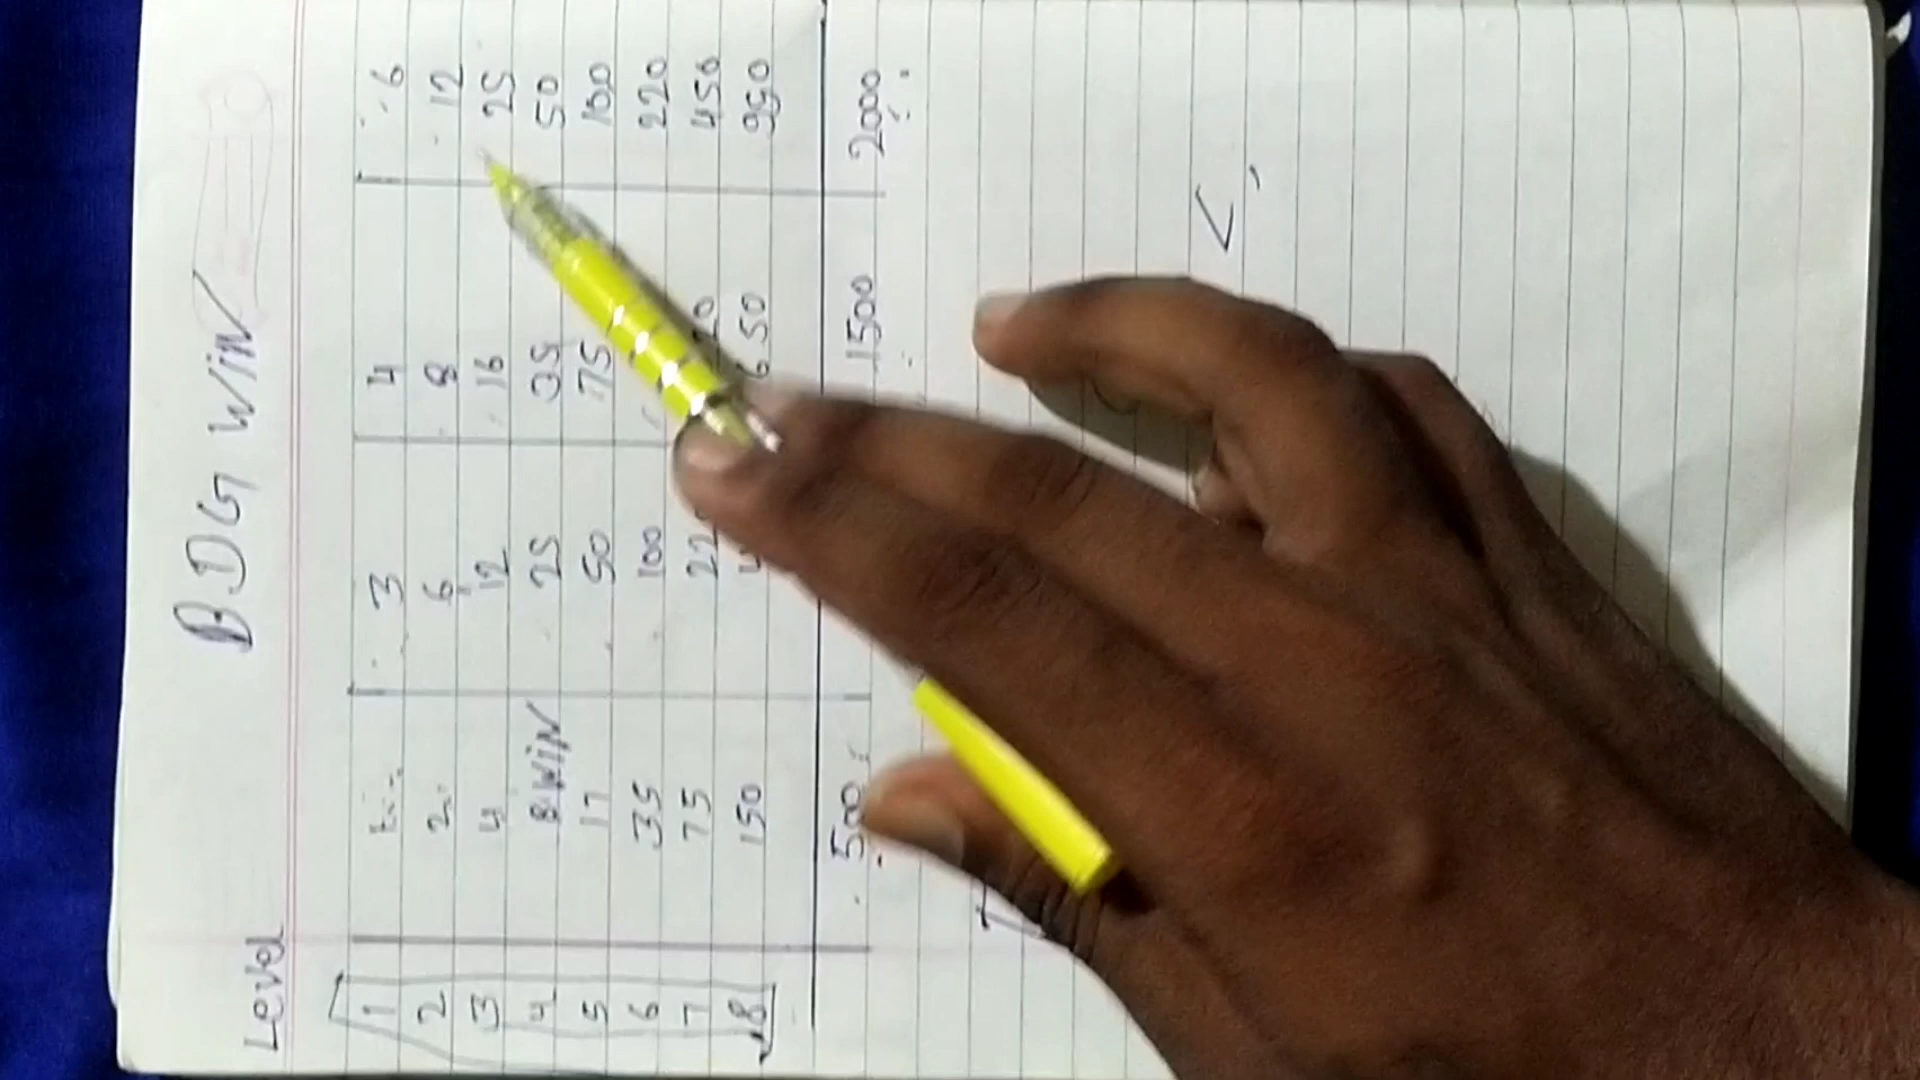 BDG WIN
Level
1 3 4 6
2 2 6 8 12
3 4 12 16 25
4 8 WIN 25 35 50
5 17 50 75 100
6 35 100 220
7 75 450
8 150 650 950
500 1500 2000